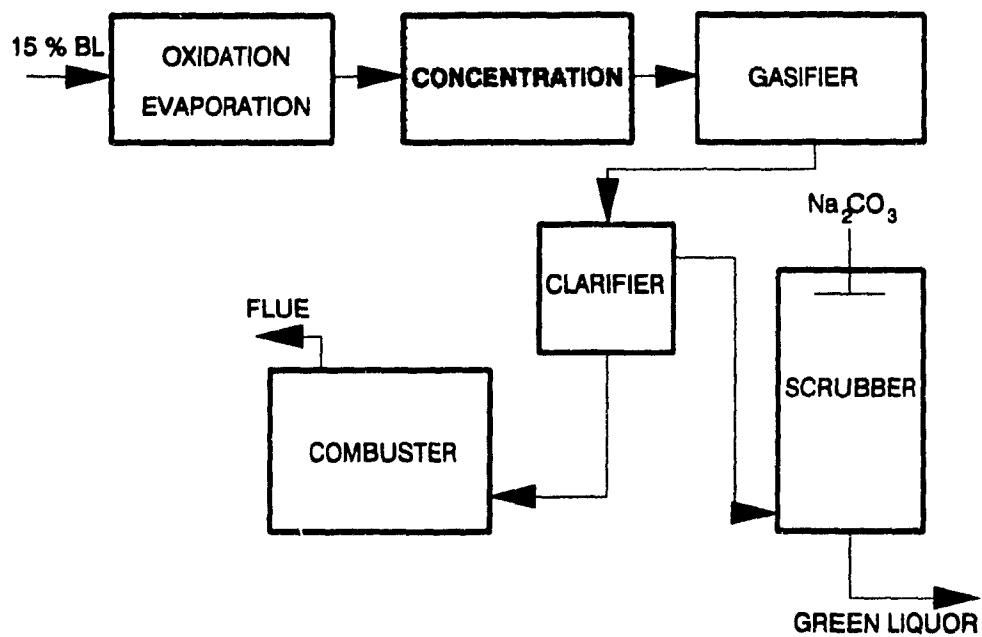 15 % BL
OXIDATION
EVAPORATION
CONCENTRATION
GASIFIER
Na₂CO₃
CLARIFIER
FLUE
SCRUBBER
COMBUSTER
GREEN LIQUOR